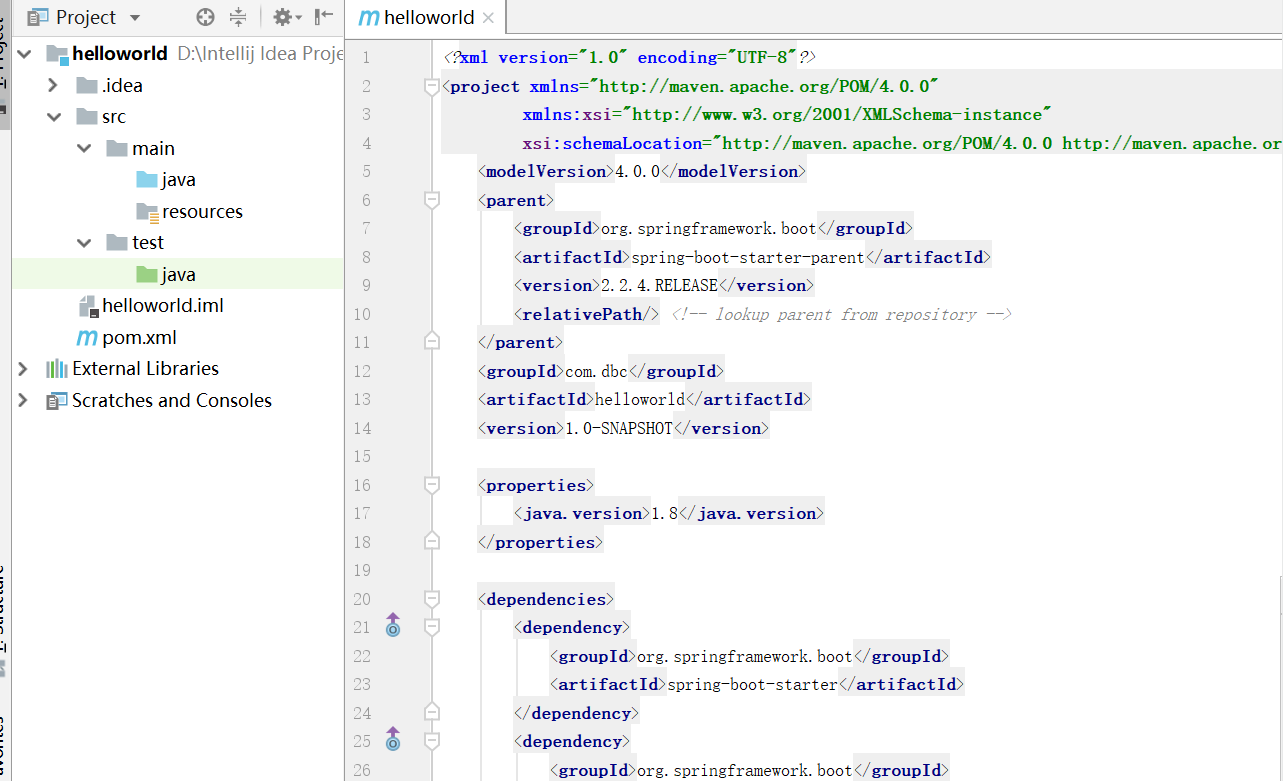 Project
helloworld D:\Intellij Idea Proje
.idea
src
main
java
resources
test
java
helloworld.iml
m pom.xml
External Libraries
Scratches and Consoles
m helloworld
1 <?xml version="1.0" encoding="UTF-8"?>
2 <project xmlns="http://maven.apache.org/POM/4.0.0"
3 xmlns:xsi="http://www.w3.org/2001/XMLSchema-instance"
4 xsi:schemaLocation="http://maven.apache.org/POM/4.0.0 http://maven.apache.or
5 <modelVersion>4.0.0</modelVersion>
6 <parent>
7 <groupId>org.springframework.boot</groupId>
8 <artifactId>spring-boot-starter-parent</artifactId>
9 <version>2.2.4.RELEASE</version>
10 <relativePath/> <!-- lookup parent from repository -->
11 </parent>
12 <groupId>com.dbc</groupId>
13 <artifactId>helloworld</artifactId>
14 <version>1.0-SNAPSHOT</version>
15
16 <properties>
17 <java.version>1.8</java.version>
18 </properties>
19
20 <dependencies>
21 <dependency>
22 <groupId>org.springframework.boot</groupId>
23 <artifactId>spring-boot-starter</artifactId>
24 </dependency>
25 <dependency>
26 <groupId>org.springframework.boot</groupId>